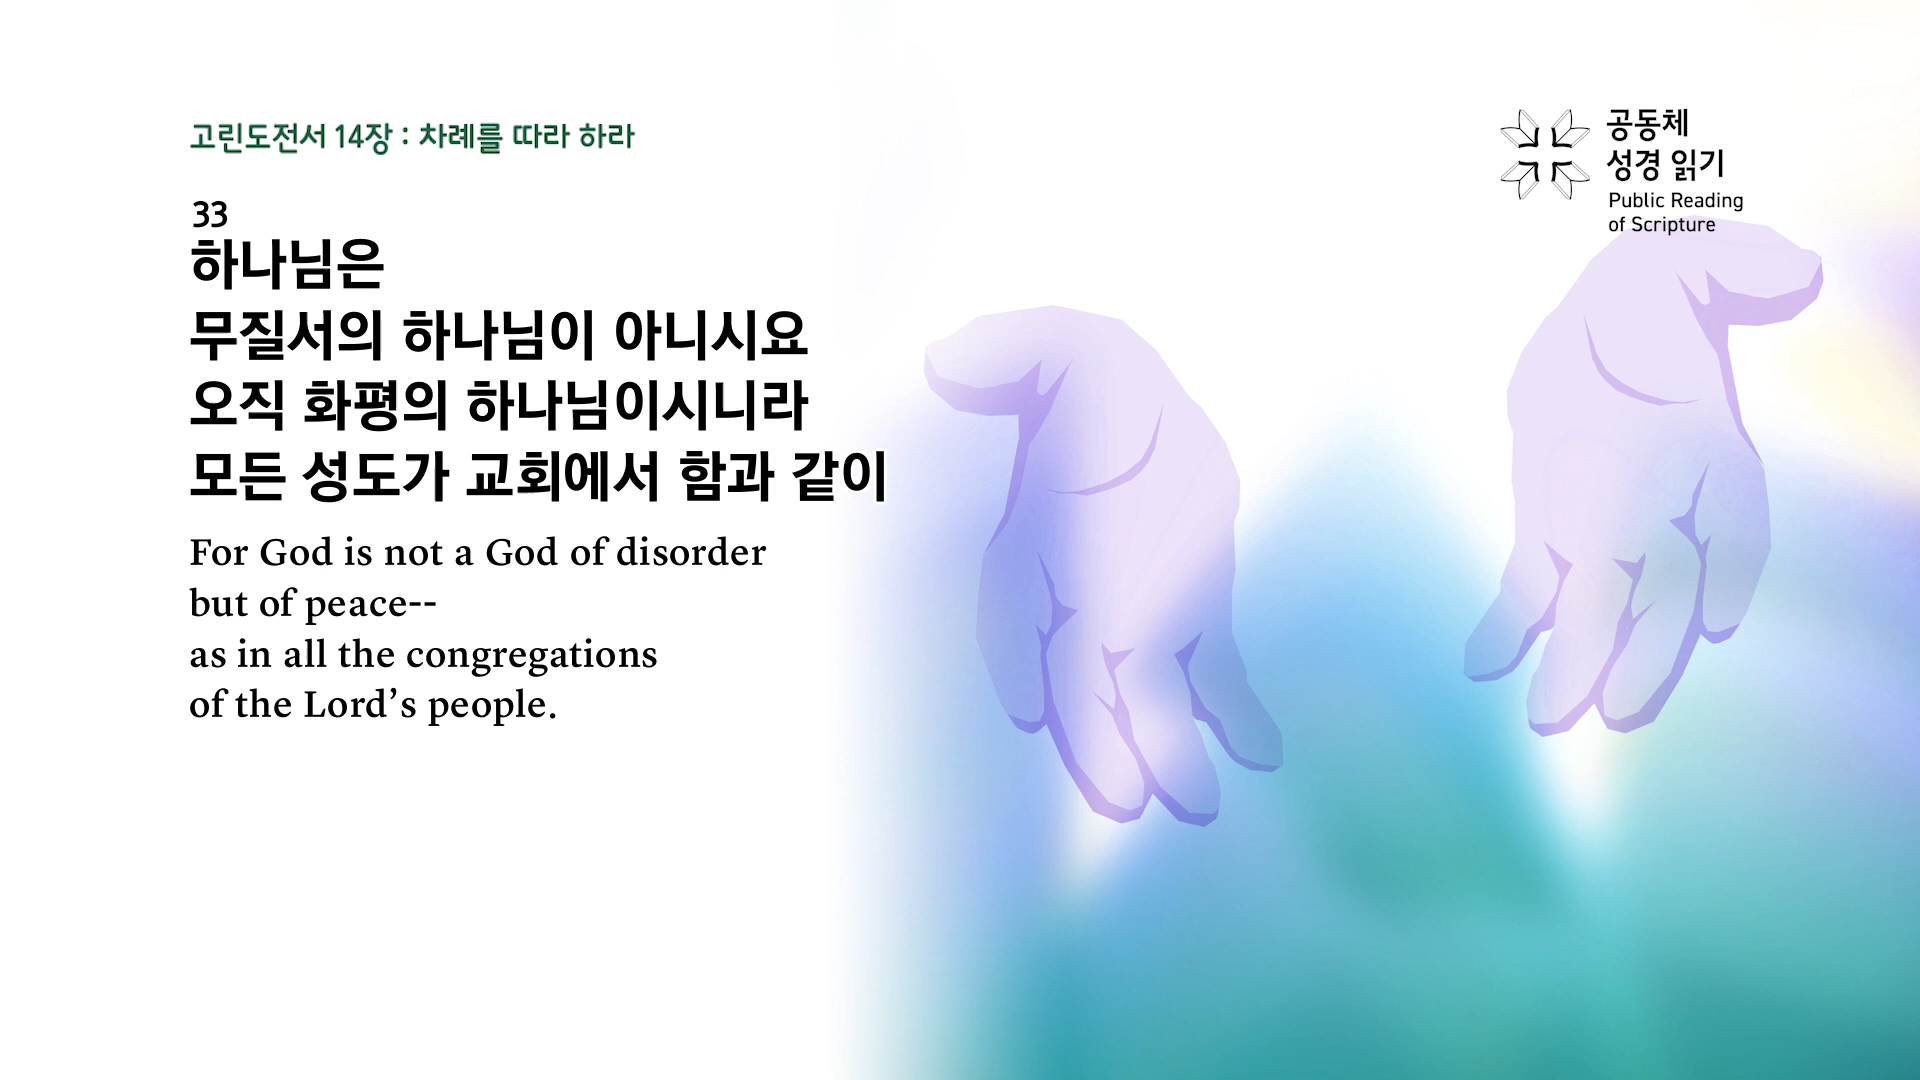 고린도전서 14장 : 차례를 따라 하라
공동체
성경 읽기
Public Reading
of Scripture
33
하나님은
무질서의 하나님이 아니시요
오직 화평의 하나님이시니라
모든 성도가 교회에서 함과 같이
For God is not a God of disorder
but of peace--
as in all the congregations
of the Lord’s people.